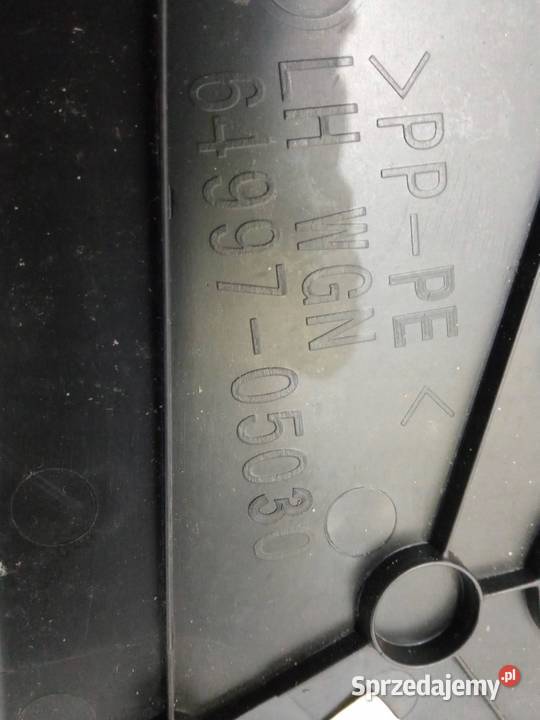 >PP-PE<
LH WGN
64997-05030
Sprzedajemy.pl